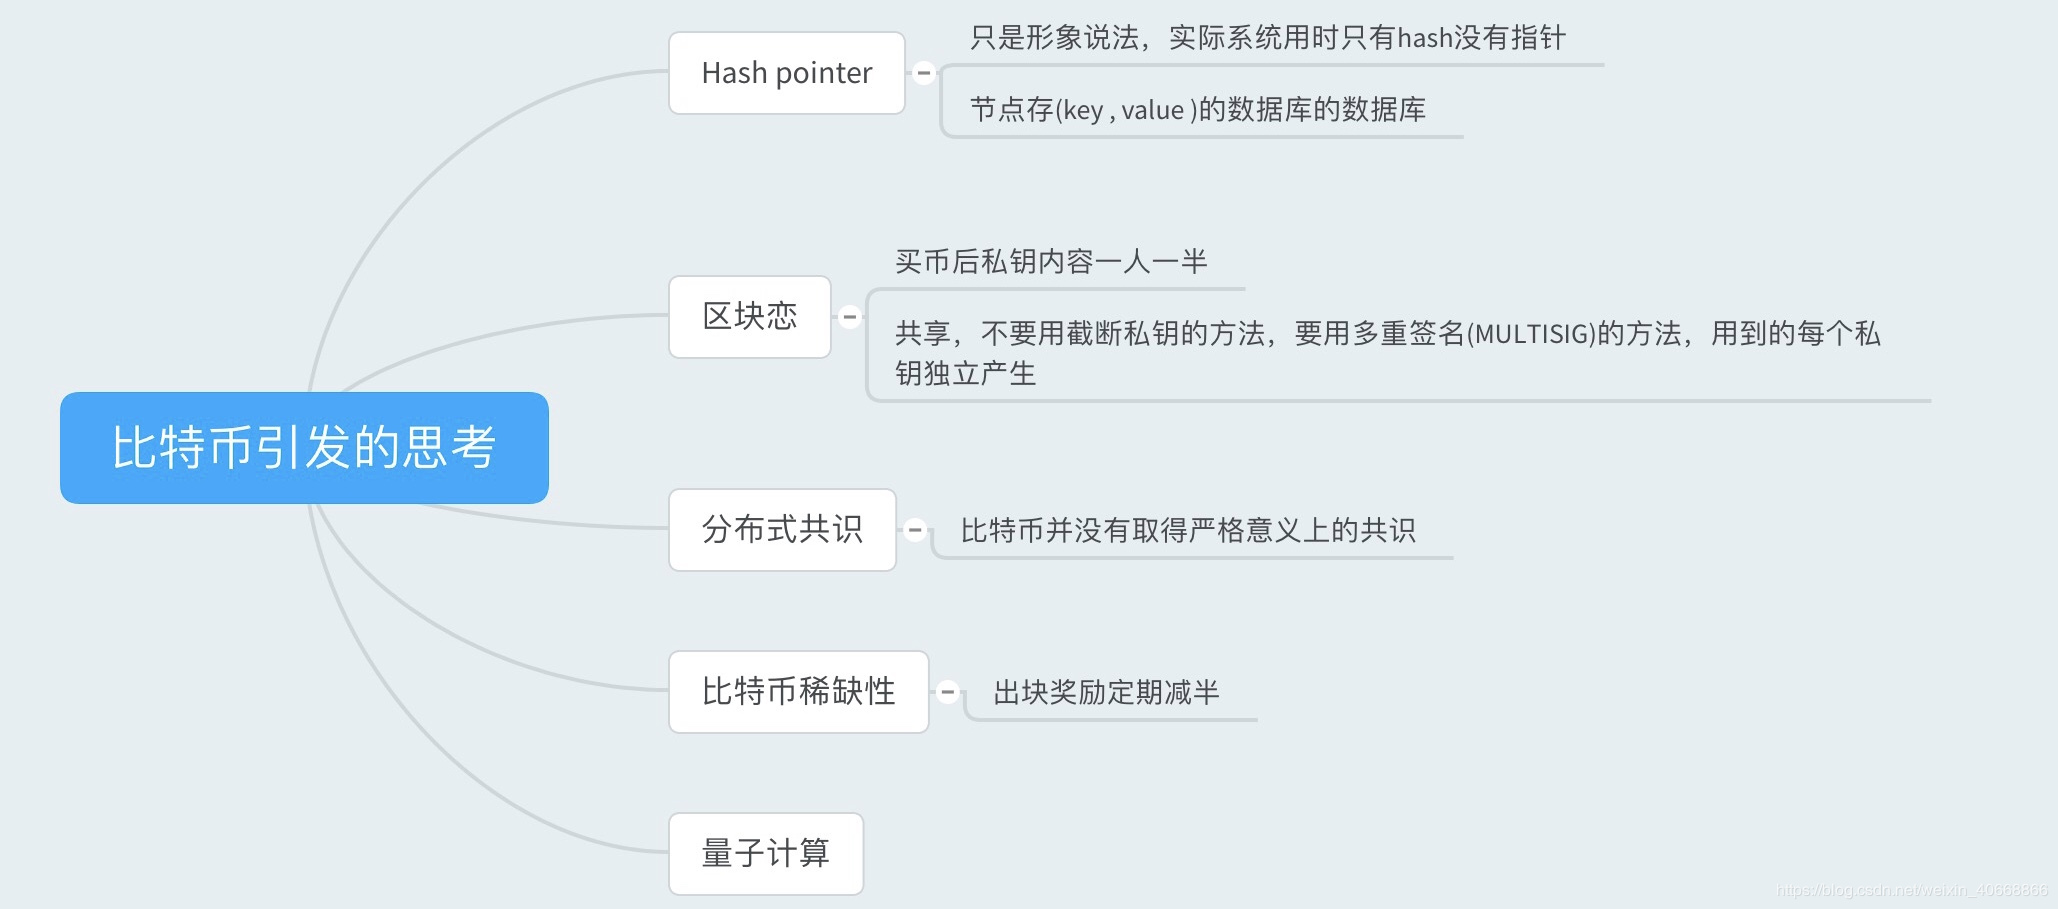 只是形象说法，实际系统用时只有hash没有指针
Hash pointer
节点存(key , value )的数据库的数据库
买币后私钥内容一人一半
区块恋
共享，不要用截断私钥的方法，要用多重签名(MULTISIG)的方法，用到的每个私
钥独立产生
比特币引发的思考
分布式共识
比特币并没有取得严格意义上的共识
比特币稀缺性
出块奖励定期减半
量子计算
https://blog.csdn.net/weixin_40668866